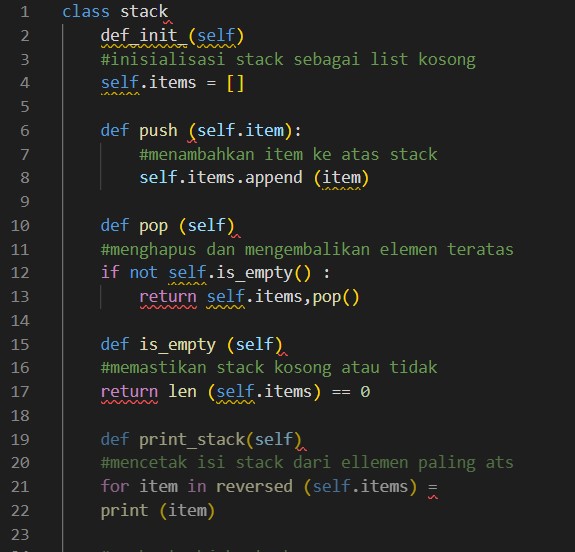 1 class stack
2 def_init_(self)
3 #inisialisasi stack sebagai list kosong
4 self.items = []
5
6 def push (self.item):
7 #menambahkan item ke atas stack
8 self.items.append (item)
9
10 def pop (self)
11 #menghapus dan mengembalikan elemen teratas
12 if not self.is_empty() :
13 return self.items,pop()
14
15 def is_empty (self)
16 #memastikan stack kosong atau tidak
17 return len (self.items) == 0
18
19 def print_stack(self)
20 #mencetak isi stack dari ellemen paling ats
21 for item in reversed (self.items) =
22 print (item)
23